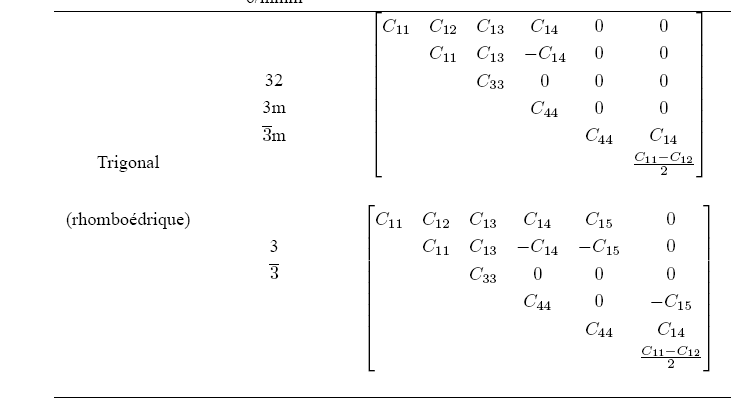 C₁₁ C₁₂ C₁₃ C₁₄ 0 0
C₁₁ C₁₃ −C₁₄ 0 0
32 C₃₃ 0 0 0
3m C₄₄ 0 0
3̅m C₄₄ C₁₄
Trigonal (C₁₁−C₁₂)/2
(rhomboédrique) C₁₁ C₁₂ C₁₃ C₁₄ C₁₅ 0
3 C₁₁ C₁₃ −C₁₄ −C₁₅ 0
3̅ C₃₃ 0 0 0
C₄₄ 0 −C₁₅
C₄₄ C₁₄
(C₁₁−C₁₂)/2